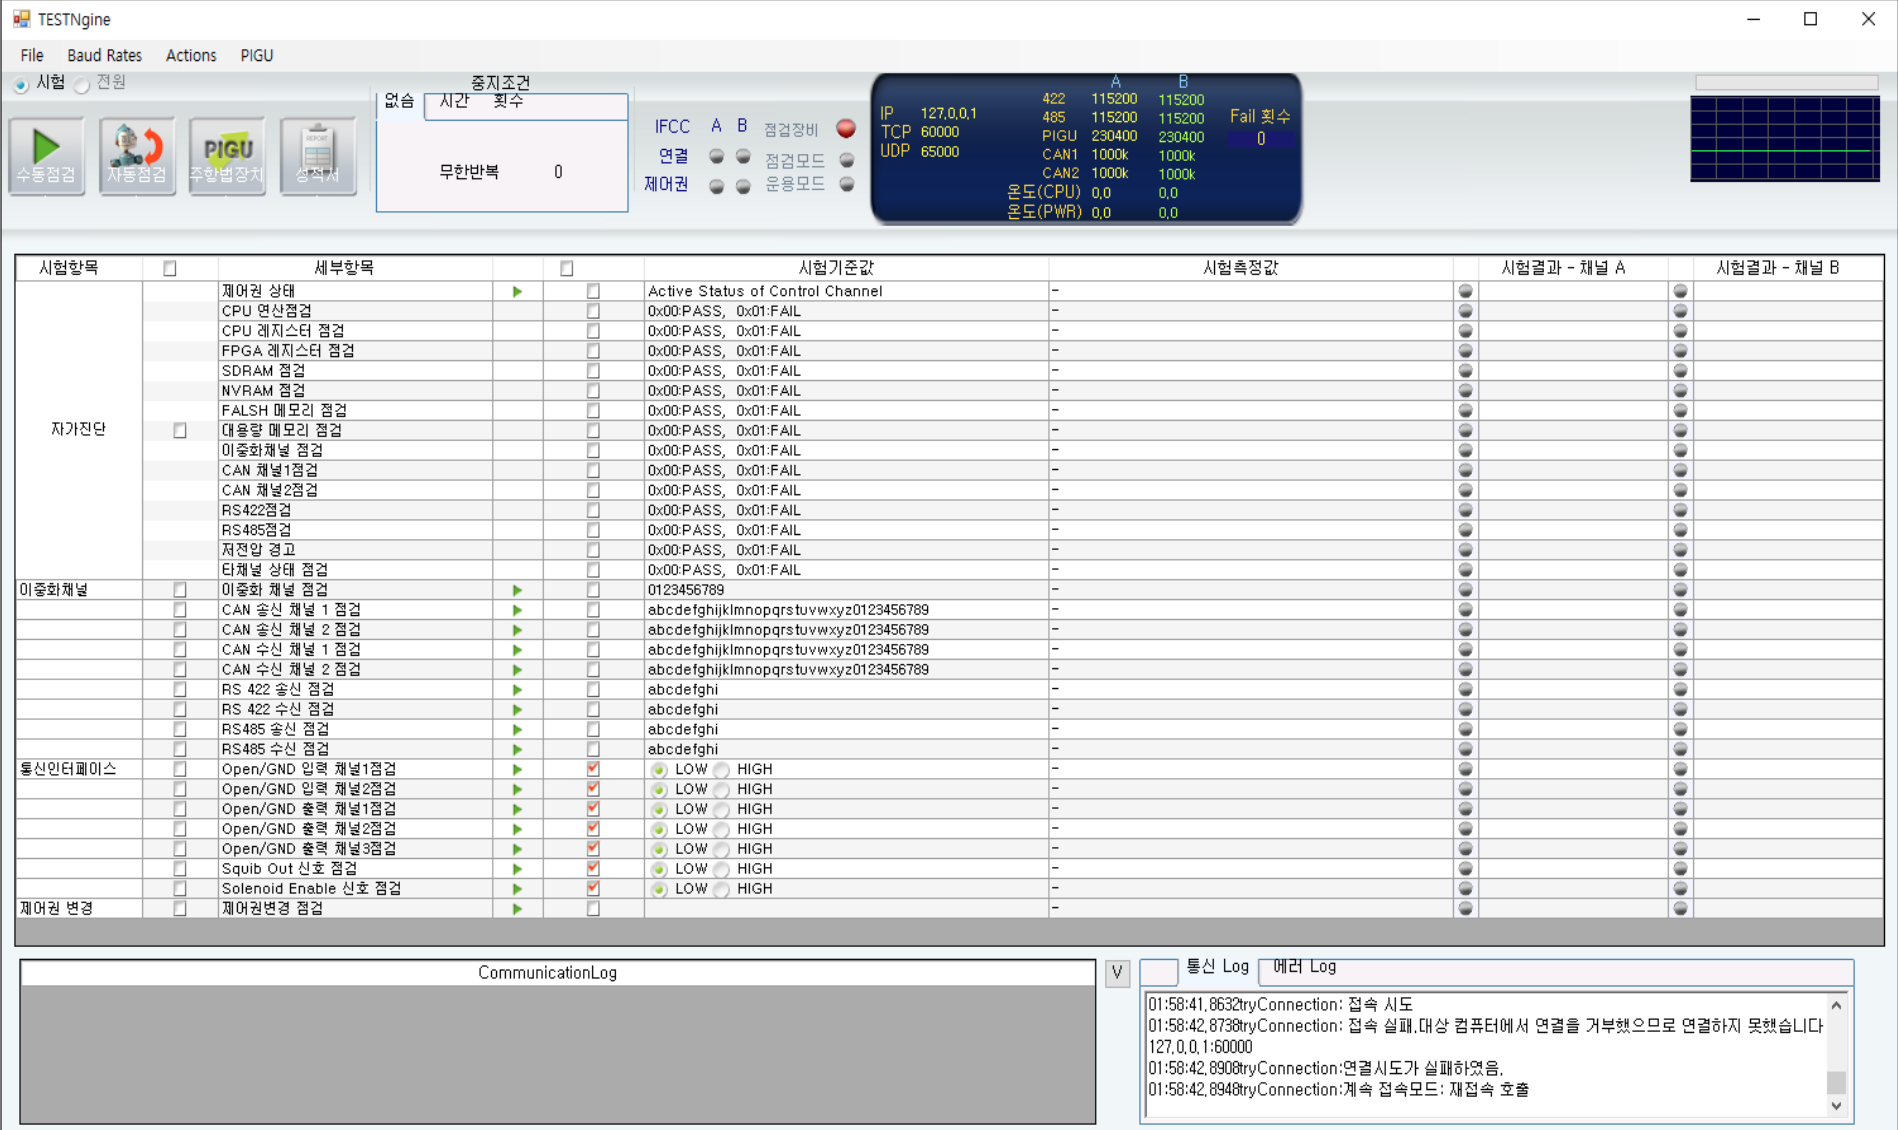 TESTNgine
File Baud Rates Actions PIGU
시험 전원
수동점검 자동점검 PIGU 주항법장치 REPORT 성적서
중지조건
없음 시간 횟수
무한반복 0
IFCC A B 점검장비
연결 점검모드
제어권 운용모드
A B
IP 127,0,0,1 422 115200 115200
TCP 60000 485 115200 115200 Fail 횟수
UDP 65000 PIGU 230400 230400 0
CAN1 1000k 1000k
CAN2 1000k 1000k
온도(CPU) 0,0 0,0
온도(PWR) 0,0 0,0
시험항목 세부항목 시험기준값 시험측정값 시험결과 - 채널 A 시험결과 - 채널 B
제어권 상태 Active Status of Control Channel -
CPU 연산점검 0x00:PASS, 0x01:FAIL -
CPU 레지스터 점검 0x00:PASS, 0x01:FAIL -
FPGA 레지스터 점검 0x00:PASS, 0x01:FAIL -
SDRAM 점검 0x00:PASS, 0x01:FAIL -
NVRAM 점검 0x00:PASS, 0x01:FAIL -
FALSH 메모리 점검 0x00:PASS, 0x01:FAIL -
자가진단 대용량 메모리 점검 0x00:PASS, 0x01:FAIL -
이중화채널 점검 0x00:PASS, 0x01:FAIL -
CAN 채널1점검 0x00:PASS, 0x01:FAIL -
CAN 채널2점검 0x00:PASS, 0x01:FAIL -
RS422점검 0x00:PASS, 0x01:FAIL -
RS485점검 0x00:PASS, 0x01:FAIL -
저전압 경고 0x00:PASS, 0x01:FAIL -
타채널 상태 점검 0x00:PASS, 0x01:FAIL -
이중화채널 이중화 채널 점검 0123456789 -
CAN 송신 채널 1 점검 abcdefghijklmnopqrstuvwxyz0123456789 -
CAN 송신 채널 2 점검 abcdefghijklmnopqrstuvwxyz0123456789 -
CAN 수신 채널 1 점검 abcdefghijklmnopqrstuvwxyz0123456789 -
CAN 수신 채널 2 점검 abcdefghijklmnopqrstuvwxyz0123456789 -
RS 422 송신 점검 abcdefghi -
RS 422 수신 점검 abcdefghi -
RS485 송신 점검 abcdefghi -
RS485 수신 점검 abcdefghi -
통신인터페이스 Open/GND 입력 채널1점검 LOW HIGH -
Open/GND 입력 채널2점검 LOW HIGH -
Open/GND 출력 채널1점검 LOW HIGH -
Open/GND 출력 채널2점검 LOW HIGH -
Open/GND 출력 채널3점검 LOW HIGH -
Squib Out 신호 점검 LOW HIGH -
Solenoid Enable 신호 점검 LOW HIGH -
제어권 변경 제어권변경 점검 -
CommunicationLog
V
통신 Log 에러 Log
01:58:41,8632tryConnection: 접속 시도
01:58:42,8738tryConnection: 접속 실패,대상 컴퓨터에서 연결을 거부했으므로 연결하지 못했습니다
127,0,0,1:60000
01:58:42,8908tryConnection:연결시도가 실패하였음,
01:58:42,8948tryConnection:계속 접속모드: 재접속 호출